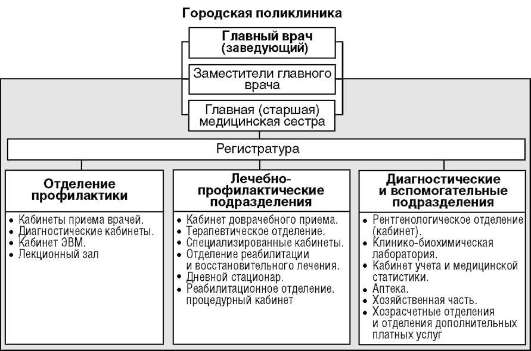 Городская поликлиника
Главный врач
(заведующий)
Заместители главного
врача
Главная (старшая)
медицинская сестра
Регистратура
Отделение
профилактики
• Кабинеты приема врачей.
• Диагностические кабинеты.
• Кабинет ЭВМ.
• Лекционный зал
Лечебно-
профилактические
подразделения
• Кабинет доврачебного приема.
• Терапевтическое отделение.
• Специализированные кабинеты.
• Отделение реабилитации
и восстановительного лечения.
• Дневной стационар.
• Реабилитационное отделение.
процедурный кабинет
Диагностические
и вспомогательные
подразделения
• Рентгенологическое отделение
(кабинет).
• Клинико-биохимическая
лаборатория.
• Кабинет учета и медицинской
статистики.
• Аптека.
• Хозяйственная часть.
• Хозрасчетные отделения
и отделения дополнительных
платных услуг